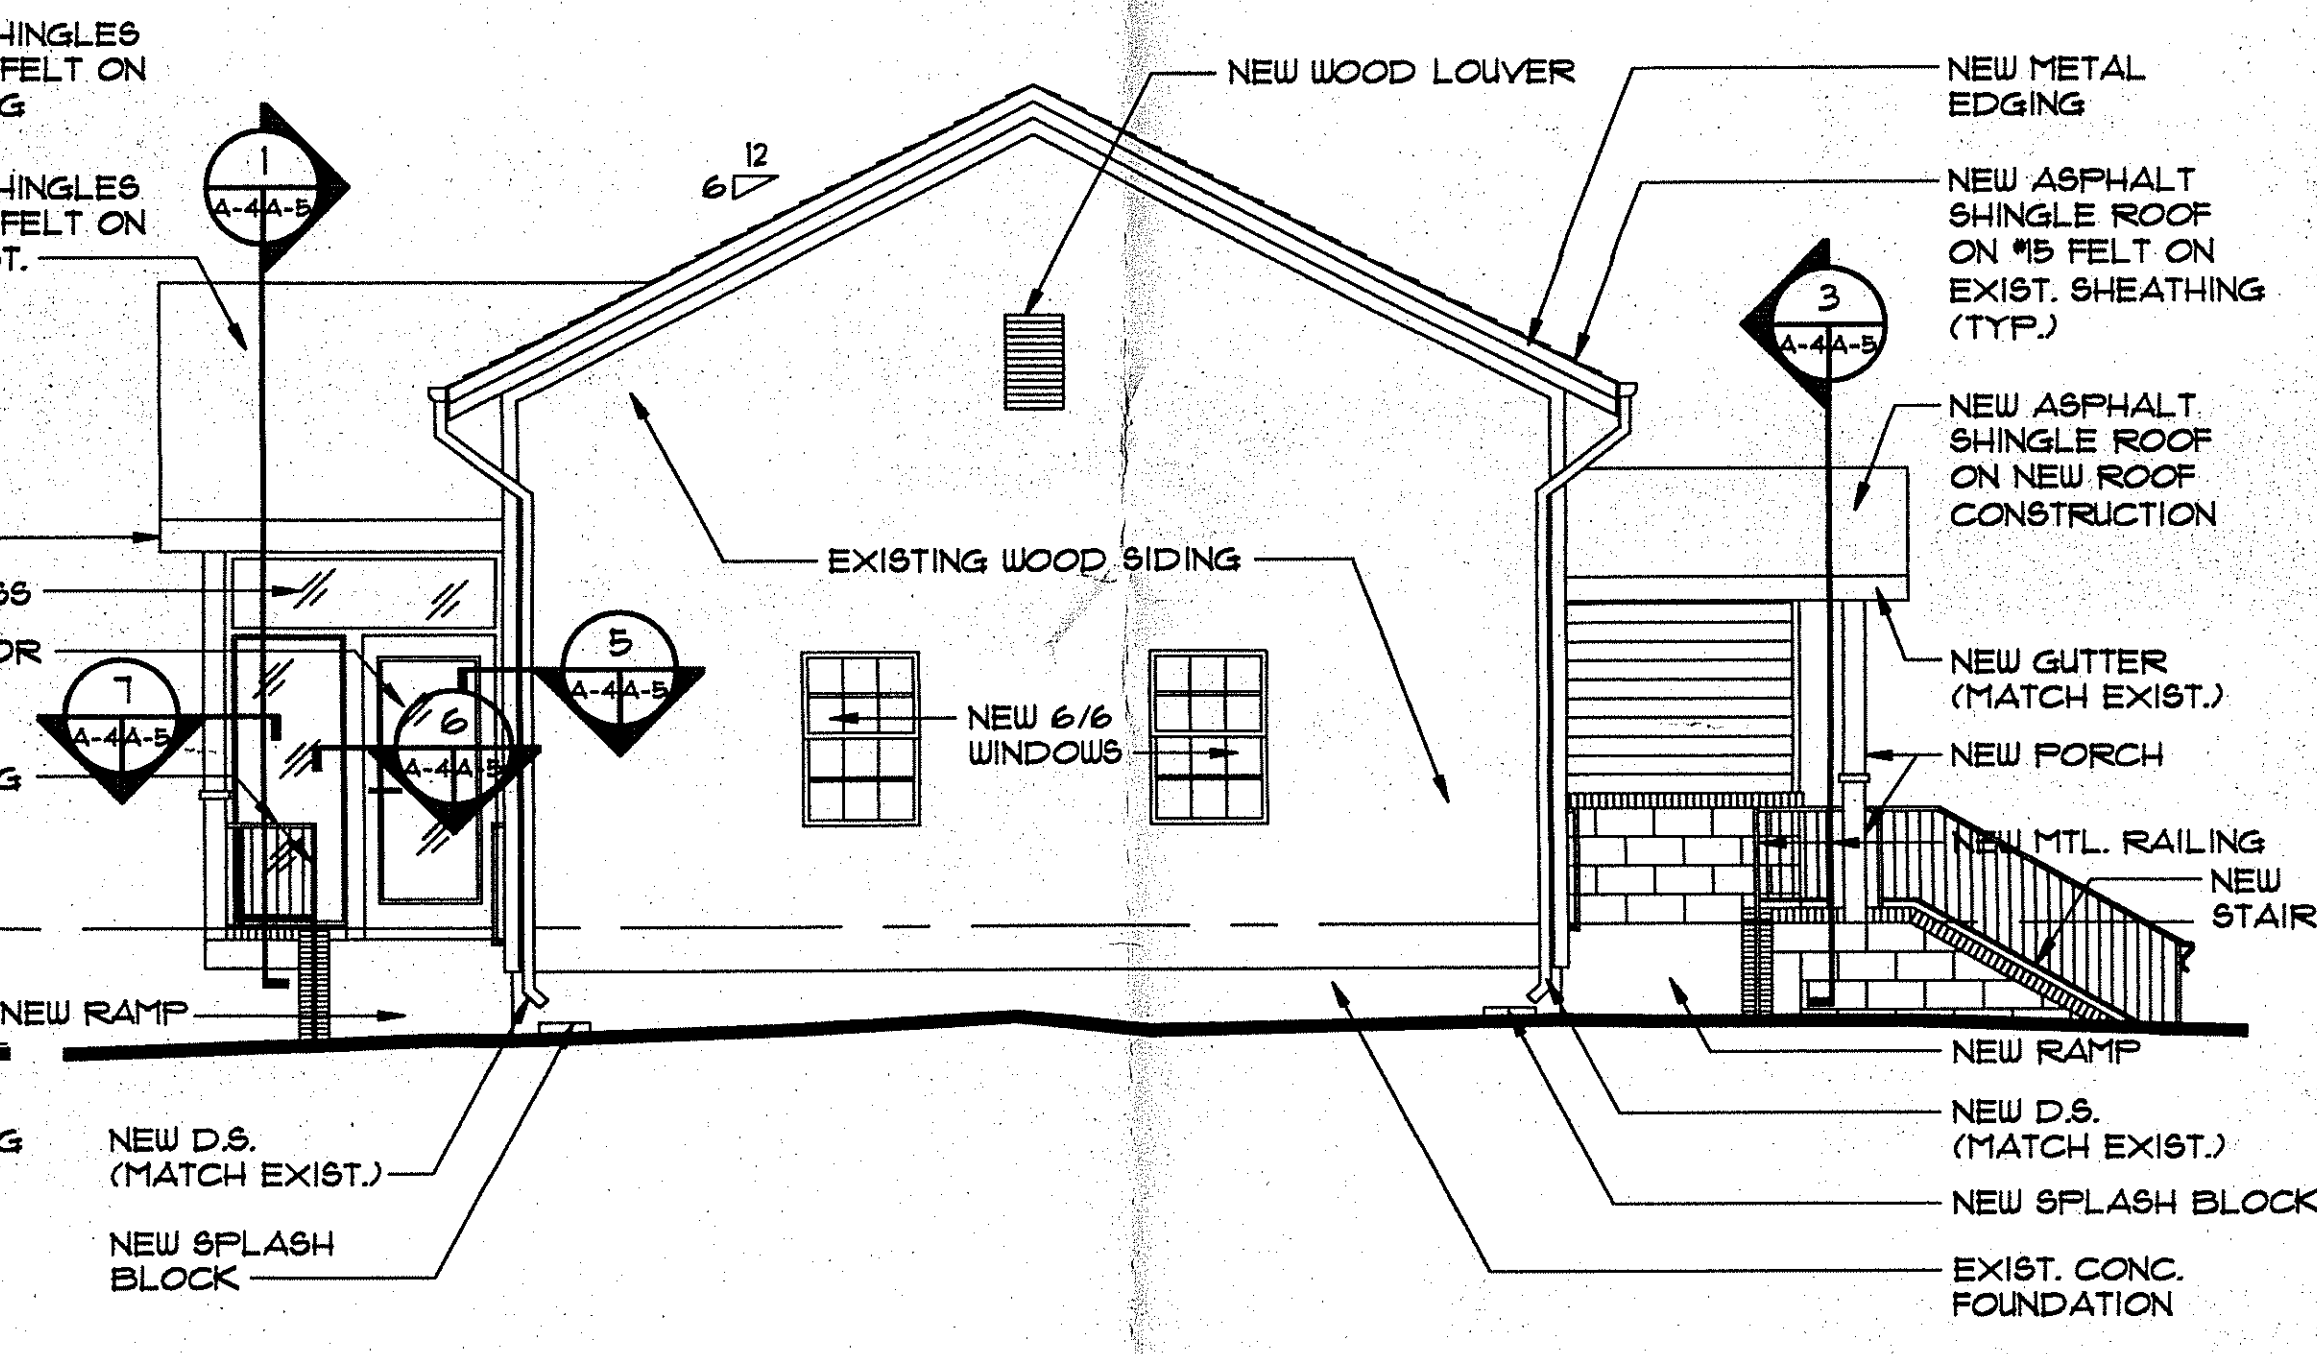 HINGLES
FELT ON
G
HINGLES
FELT ON
T.
SS
OR
G
NEW RAMP
G
NEW D.S.
(MATCH EXIST.)
NEW SPLASH
BLOCK
1
A-4 A-5
7
A-4 A-5
6
A-4 A-5
5
A-4 A-5
12
6
NEW WOOD LOUVER
EXISTING WOOD SIDING
NEW 6/6
WINDOWS
3
A-4 A-5
NEW METAL
EDGING
NEW ASPHALT
SHINGLE ROOF
ON #15 FELT ON
EXIST. SHEATHING
(TYP.)
NEW ASPHALT
SHINGLE ROOF
ON NEW ROOF
CONSTRUCTION
NEW GUTTER
(MATCH EXIST.)
NEW PORCH
NEW MTL. RAILING
NEW
STAIR
NEW RAMP
NEW D.S.
(MATCH EXIST.)
NEW SPLASH BLOCK
EXIST. CONC.
FOUNDATION